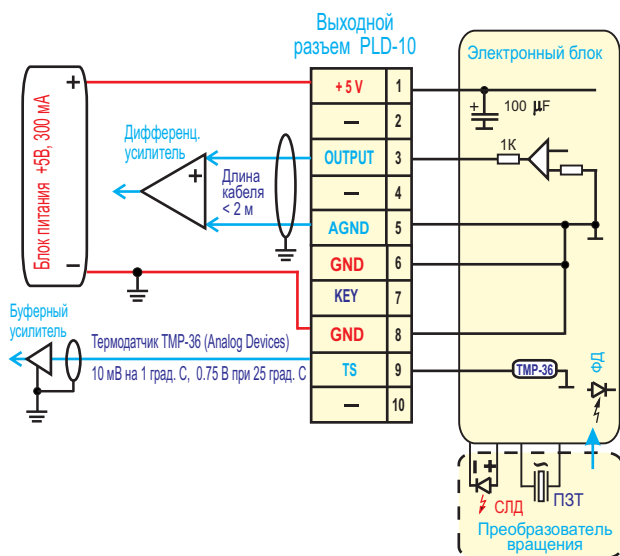 Выходной
разъем PLD-10
Электронный блок
Блок питания +5В, 300 мА
+
−
Дифференц.
усилитель
+
Длина
кабеля
< 2 м
+ 5 V 1
— 2
OUTPUT 3
— 4
AGND 5
GND 6
KEY 7
GND 8
TS 9
— 10
+
100 µF
1К
TMP-36
ФД
Буферный
усилитель
Термодатчик TMP-36 (Analog Devices)
10 мВ на 1 град. С, 0.75 В при 25 град. С
− +
СЛД
ПЗТ
Преобразователь
вращения